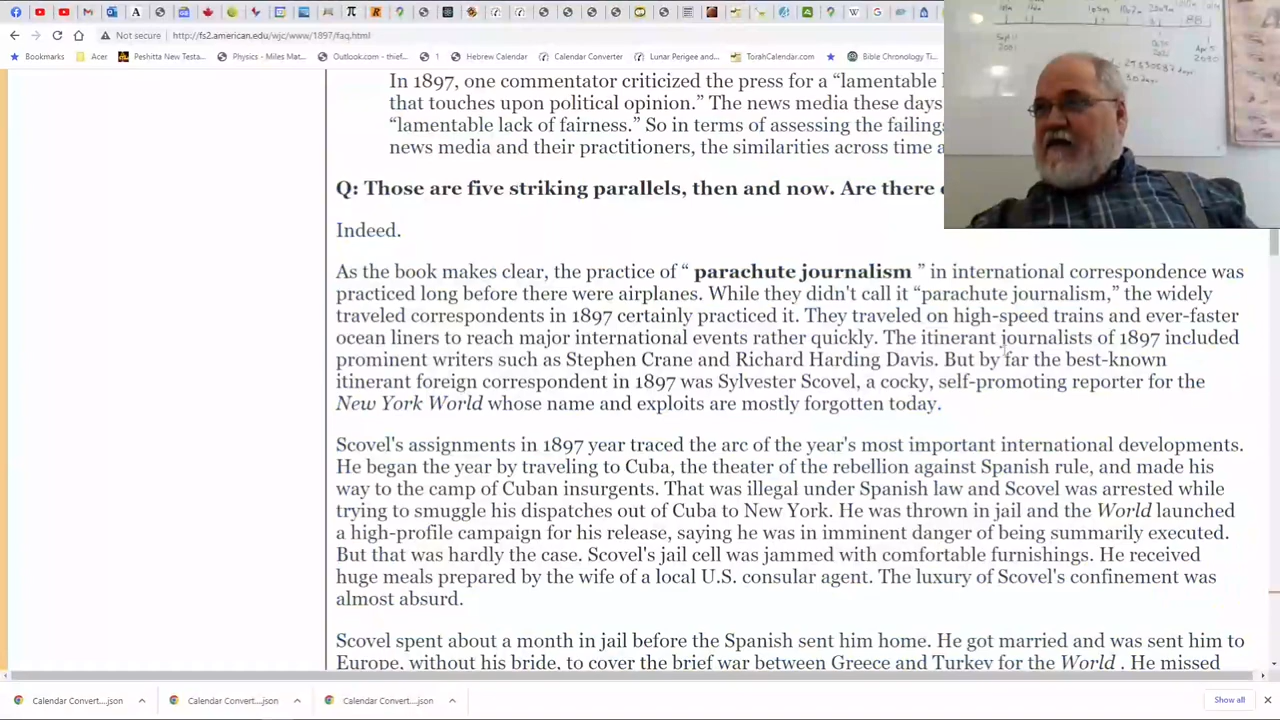 Not secure
http://fs2.american.edu/wjc/www/1897/faq.html
Bookmarks
Acer
Peshitta New Testa...
Physics - Miles Mat...
Outlook.com - thief...
1
Hebrew Calendar
Calendar Converter
Lunar Perigee and...
TorahCalendar.com
Bible Chronology Ti...
In 1897, one commentator criticized the press for a “lamentable
that touches upon political opinion.” The news media these days
“lamentable lack of fairness.” So in terms of assessing the failings
news media and their practitioners, the similarities across time
Q: Those are five striking parallels, then and now. Are there
Indeed.
As the book makes clear, the practice of “ parachute journalism ” in international correspondence was
practiced long before there were airplanes. While they didn't call it “parachute journalism,” the widely
traveled correspondents in 1897 certainly practiced it. They traveled on high-speed trains and ever-faster
ocean liners to reach major international events rather quickly. The itinerant journalists of 1897 included
prominent writers such as Stephen Crane and Richard Harding Davis. But by far the best-known
itinerant foreign correspondent in 1897 was Sylvester Scovel, a cocky, self-promoting reporter for the
New York World whose name and exploits are mostly forgotten today.
Scovel's assignments in 1897 year traced the arc of the year's most important international developments.
He began the year by traveling to Cuba, the theater of the rebellion against Spanish rule, and made his
way to the camp of Cuban insurgents. That was illegal under Spanish law and Scovel was arrested while
trying to smuggle his dispatches out of Cuba to New York. He was thrown in jail and the World launched
a high-profile campaign for his release, saying he was in imminent danger of being summarily executed.
But that was hardly the case. Scovel's jail cell was jammed with comfortable furnishings. He received
huge meals prepared by the wife of a local U.S. consular agent. The luxury of Scovel's confinement was
almost absurd.
Scovel spent about a month in jail before the Spanish sent him home. He got married and was sent him to
Europe, without his bride, to cover the brief war between Greece and Turkey for the World . He missed
Calendar Convert....json
Calendar Convert....json
Calendar Convert....json
Show all